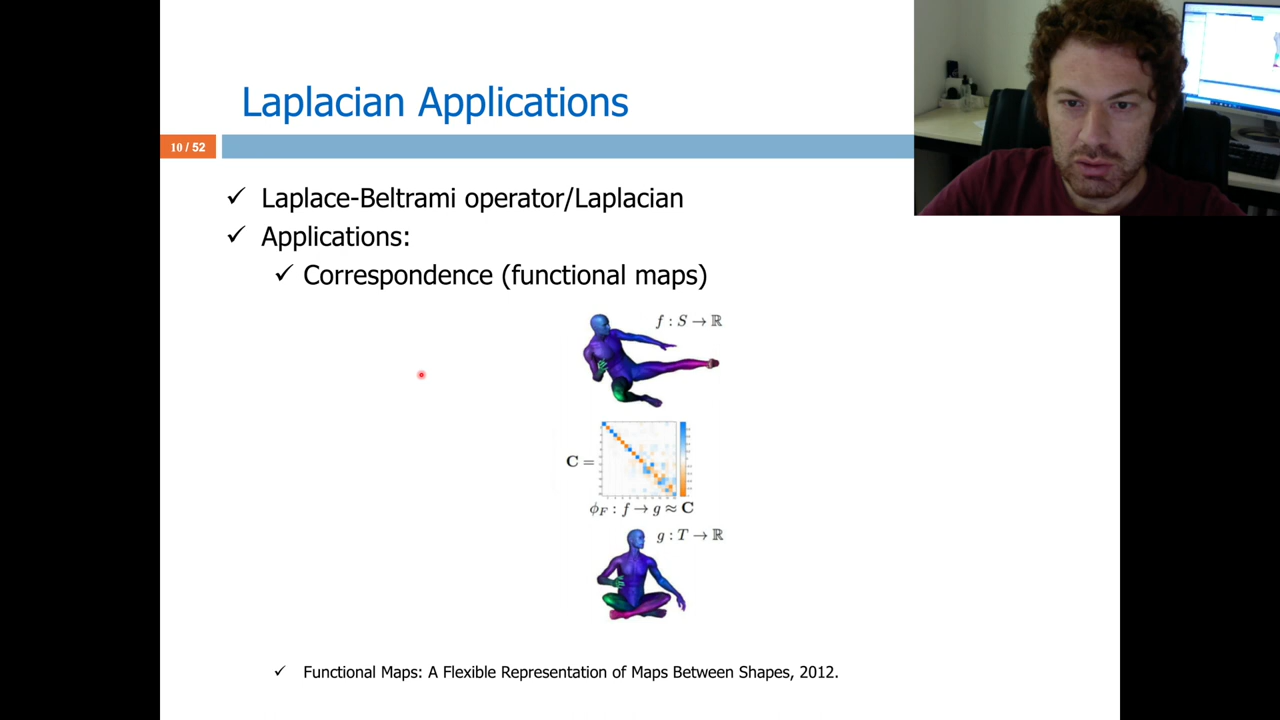 Laplacian Applications
10 / 52
✓ Laplace-Beltrami operator/Laplacian
✓ Applications:
✓ Correspondence (functional maps)
f : S → ℝ
C =
ϕ_F : f → g ≈ C
g : T → ℝ
✓ Functional Maps: A Flexible Representation of Maps Between Shapes, 2012.